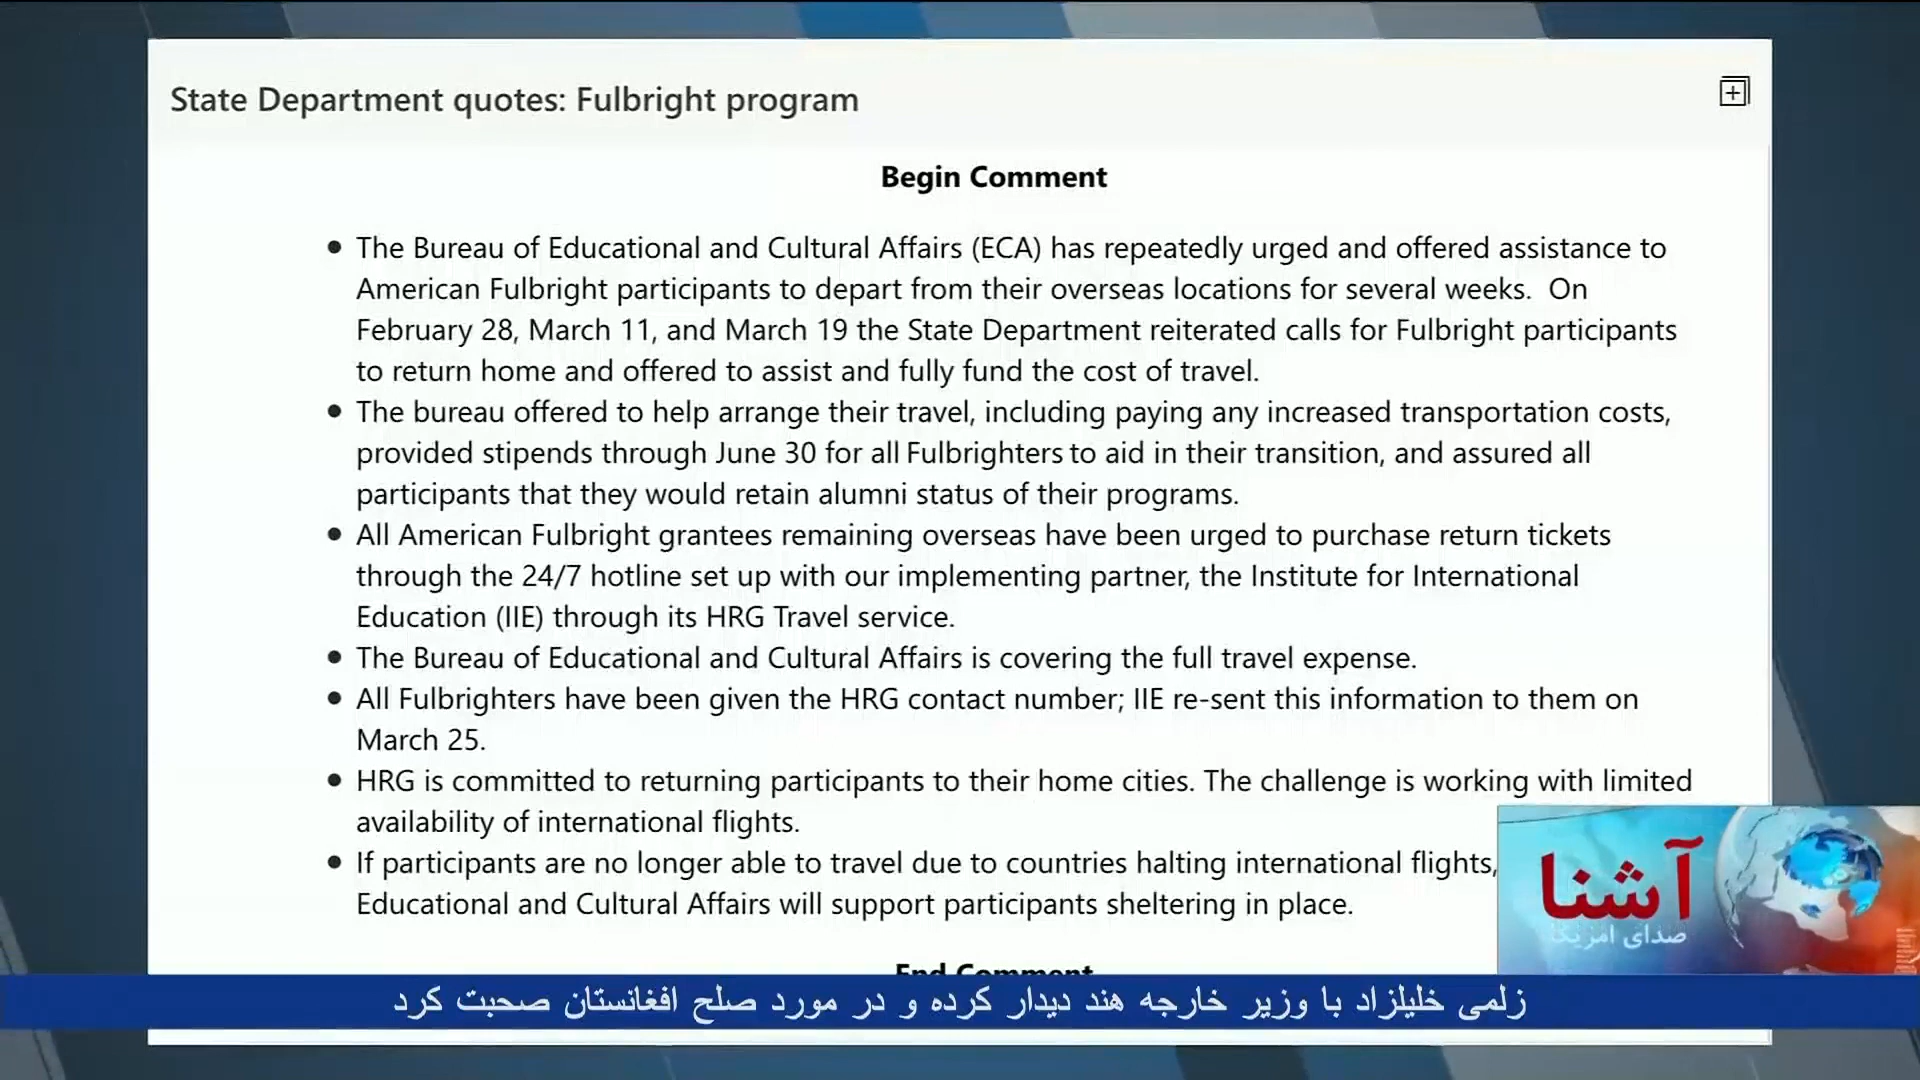 State Department quotes: Fulbright program
Begin Comment
● The Bureau of Educational and Cultural Affairs (ECA) has repeatedly urged and offered assistance to
American Fulbright participants to depart from their overseas locations for several weeks.  On
February 28, March 11, and March 19 the State Department reiterated calls for Fulbright participants
to return home and offered to assist and fully fund the cost of travel.
● The bureau offered to help arrange their travel, including paying any increased transportation costs,
provided stipends through June 30 for all Fulbrighters to aid in their transition, and assured all
participants that they would retain alumni status of their programs.
● All American Fulbright grantees remaining overseas have been urged to purchase return tickets
through the 24/7 hotline set up with our implementing partner, the Institute for International
Education (IIE) through its HRG Travel service.
● The Bureau of Educational and Cultural Affairs is covering the full travel expense.
● All Fulbrighters have been given the HRG contact number; IIE re-sent this information to them on
March 25.
● HRG is committed to returning participants to their home cities. The challenge is working with limited
availability of international flights.
● If participants are no longer able to travel due to countries halting international flights,
Educational and Cultural Affairs will support participants sheltering in place.
آشنا
صدای امریکا
End Comment
زلمی خلیلزاد با وزیر خارجه هند دیدار کرده و در مورد صلح افغانستان صحبت کرد